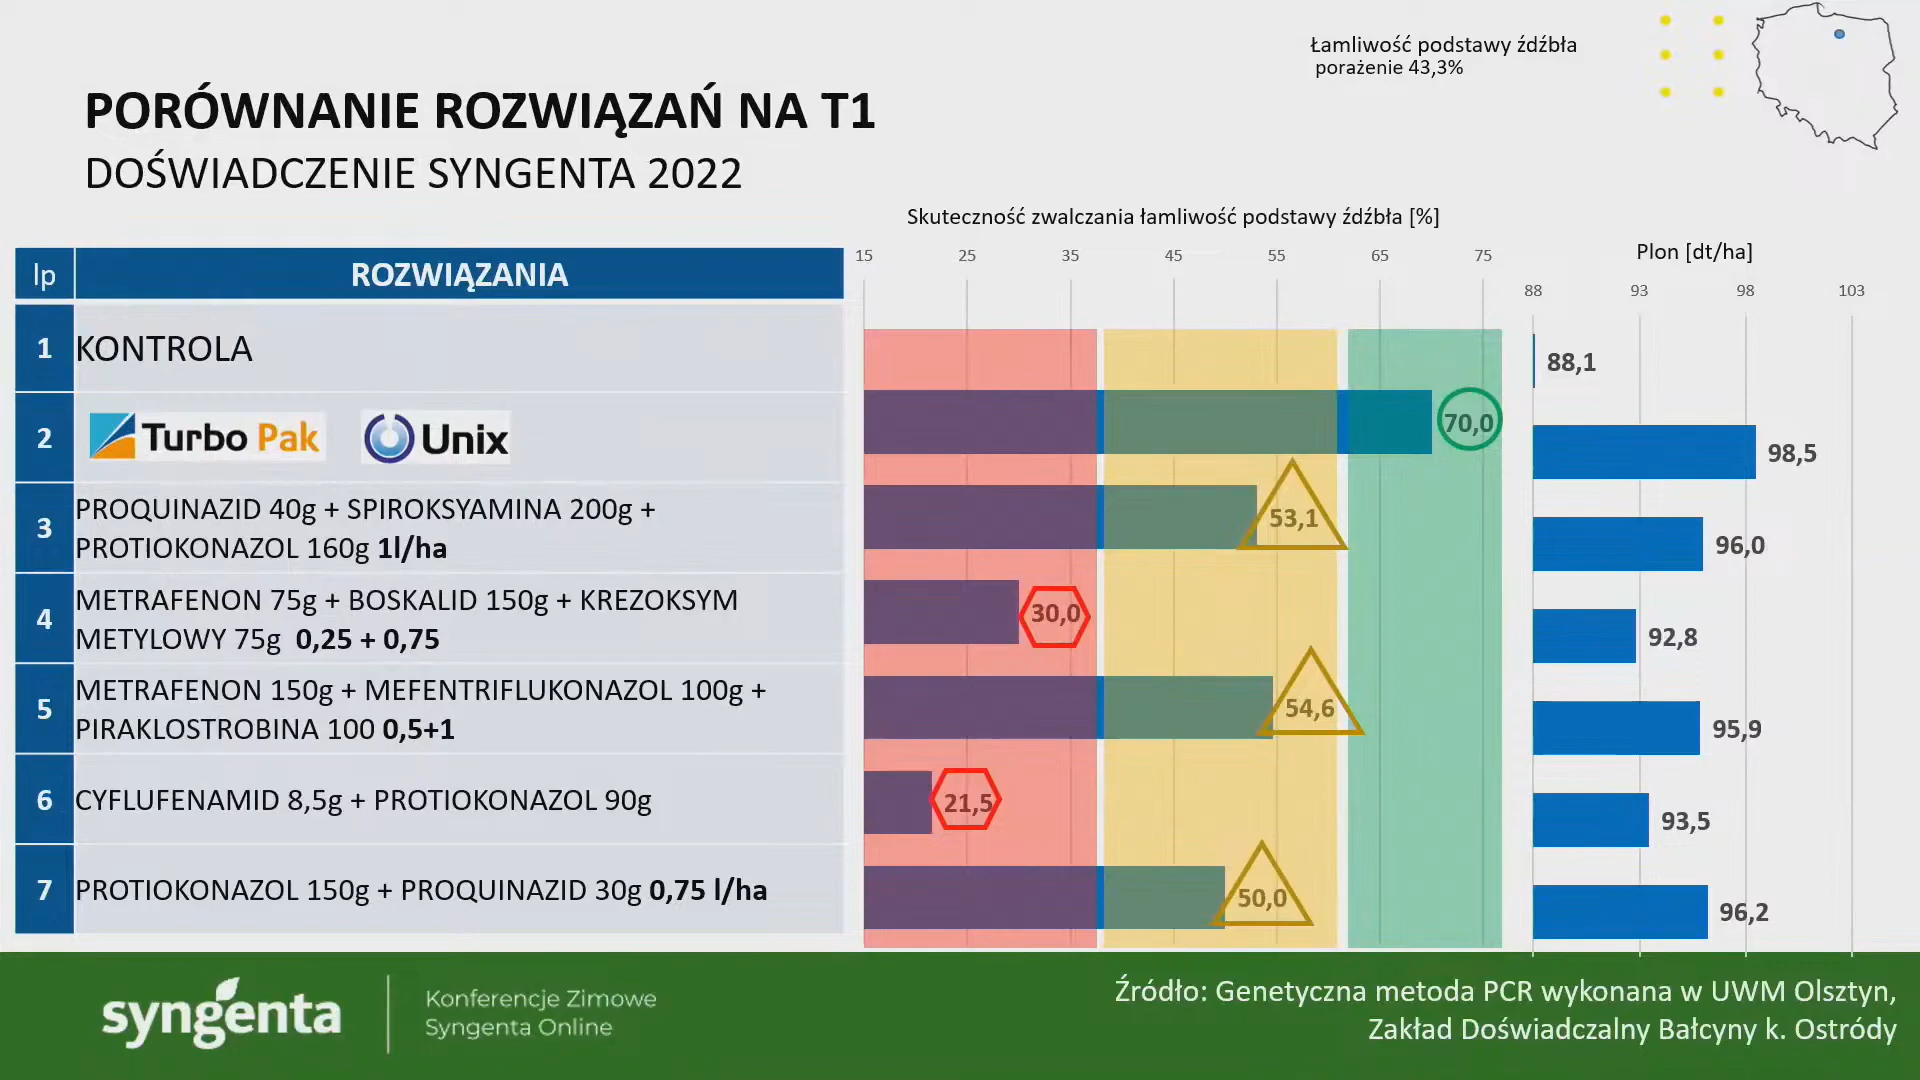 Łamliwość podstawy źdźbła
porażenie 43,3%
PORÓWNANIE ROZWIĄZAŃ NA T1
DOŚWIADCZENIE SYNGENTA 2022
Skuteczność zwalczania łamliwość podstawy źdźbła [%]
15 25 35 45 55 65 75
Plon [dt/ha]
88 93 98 103
lp ROZWIĄZANIA
1 KONTROLA
88,1
2 Turbo Pak Unix
70,0
98,5
3 PROQUINAZID 40g + SPIROKSYAMINA 200g +
PROTIOKONAZOL 160g 1l/ha
53,1
96,0
4 METRAFENON 75g + BOSKALID 150g + KREZOKSYM
METYLOWY 75g 0,25 + 0,75
30,0
92,8
5 METRAFENON 150g + MEFENTRIFLUKONAZOL 100g +
PIRAKLOSTROBINA 100 0,5+1
54,6
95,9
6 CYFLUFENAMID 8,5g + PROTIOKONAZOL 90g
21,5
93,5
7 PROTIOKONAZOL 150g + PROQUINAZID 30g 0,75 l/ha
50,0
96,2
syngenta
Konferencje Zimowe
Syngenta Online
Źródło: Genetyczna metoda PCR wykonana w UWM Olsztyn,
Zakład Doświadczalny Bałcyny k. Ostródy